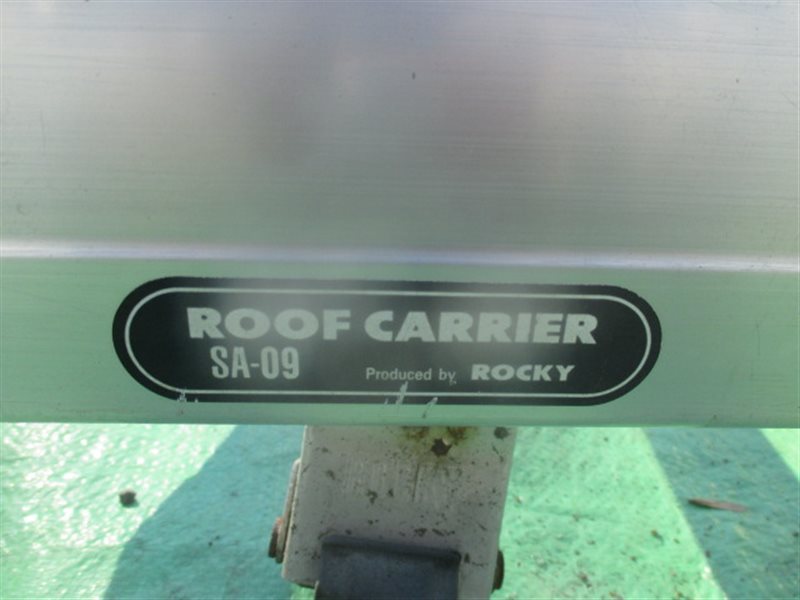 ROOF CARRIER
SA-09 Produced by ROCKY